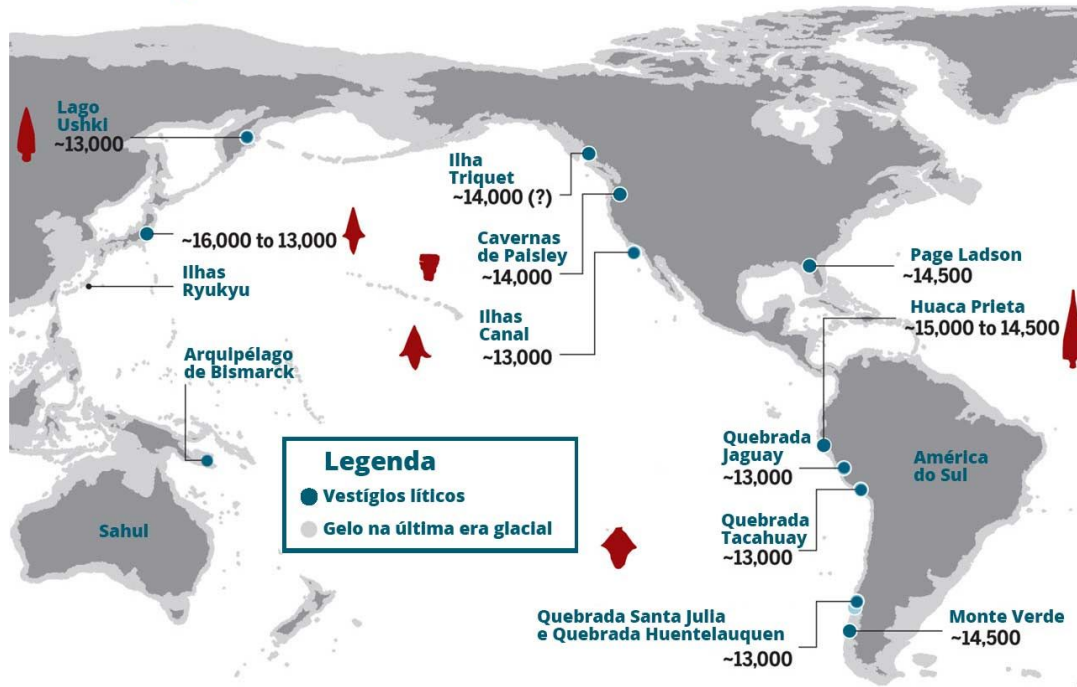 Lago
Ushki
~13,000
~16,000 to 13,000
Ilhas
Ryukyu
Arquipélago
de Bismarck
Sahul
Ilha
Triquet
~14,000 (?)
Cavernas
de Paisley
~14,000
Ilhas
Canal
~13,000
Page Ladson
~14,500
Huaca Prieta
~15,000 to 14,500
Quebrada
Jaguay
~13,000
América
do Sul
Quebrada
Tacahuay
~13,000
Quebrada Santa Julia
e Quebrada Huentelauquen
~13,000
Monte Verde
~14,500
Legenda
Vestígios líticos
Gelo na última era glacial